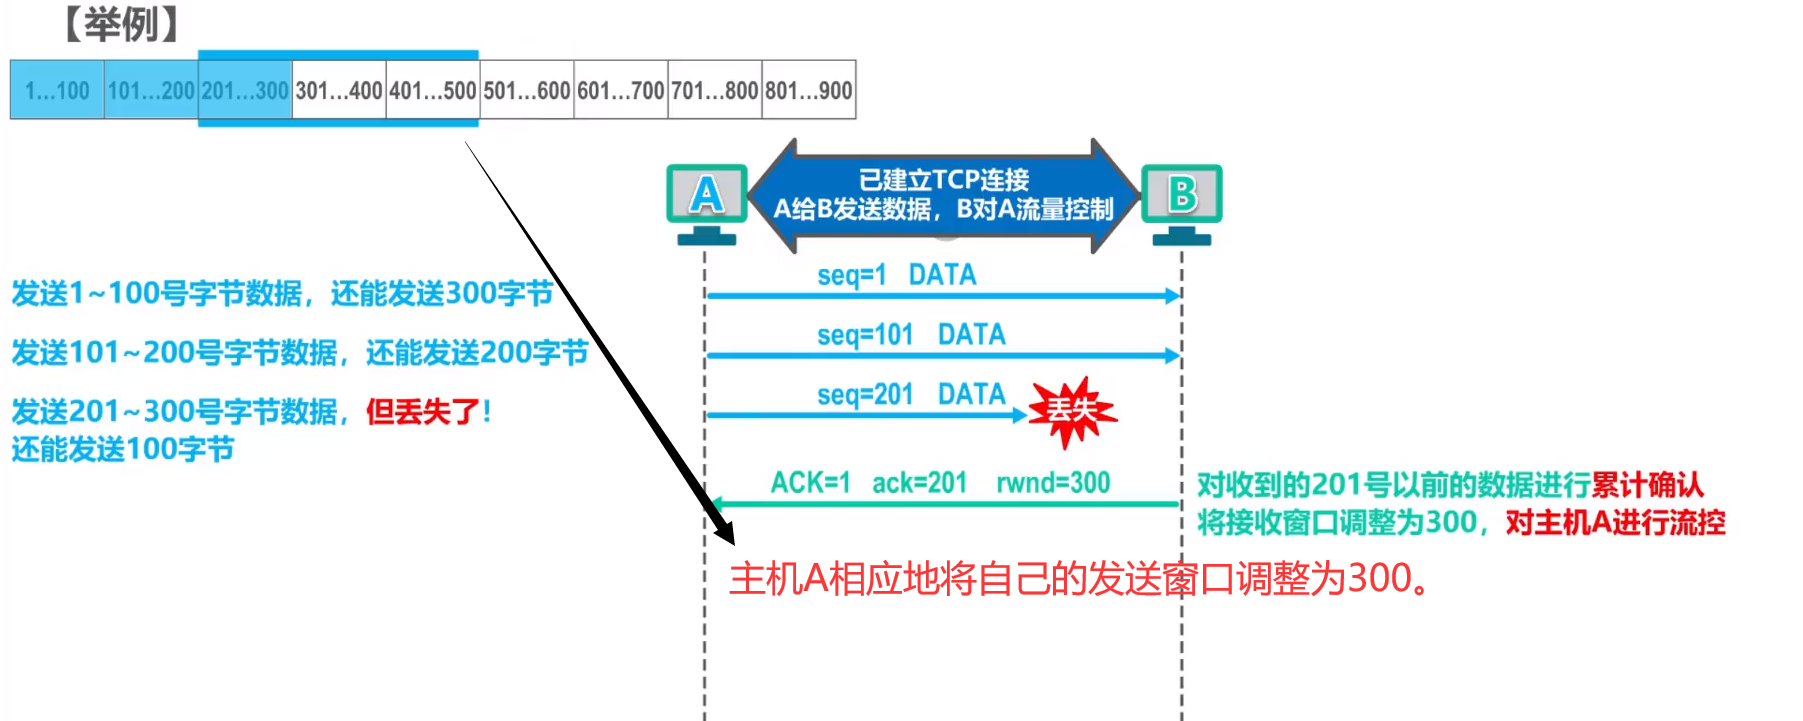 【举例】
1...100 101...200 201...300 301...400 401...500 501...600 601...700 701...800 801...900
A
已建立TCP连接
A给B发送数据，B对A流量控制
B
seq=1 DATA
发送1~100号字节数据，还能发送300字节
seq=101 DATA
发送101~200号字节数据，还能发送200字节
seq=201 DATA
丢失
发送201~300号字节数据，但丢失了！
还能发送100字节
ACK=1 ack=201 rwnd=300
对收到的201号以前的数据进行累计确认
将接收窗口调整为300，对主机A进行流控
主机A相应地将自己的发送窗口调整为300。